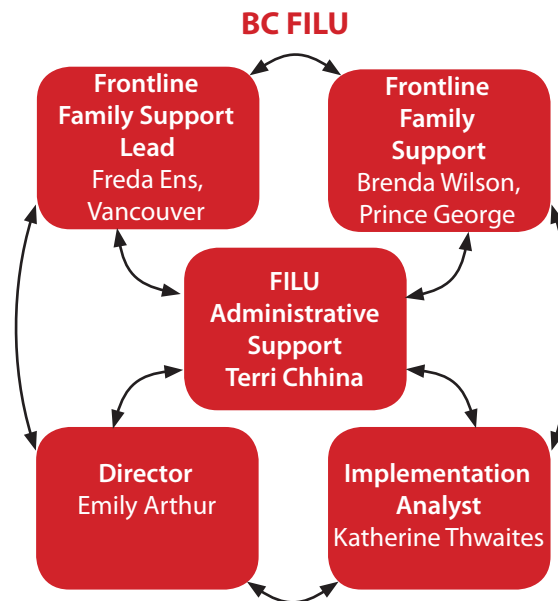 BC FILU
Frontline
Family Support
Lead
Freda Ens,
Vancouver
Frontline
Family
Support
Brenda Wilson,
Prince George
FILU
Administrative
Support
Terri Chhina
Director
Emily Arthur
Implementation
Analyst
Katherine Thwaites